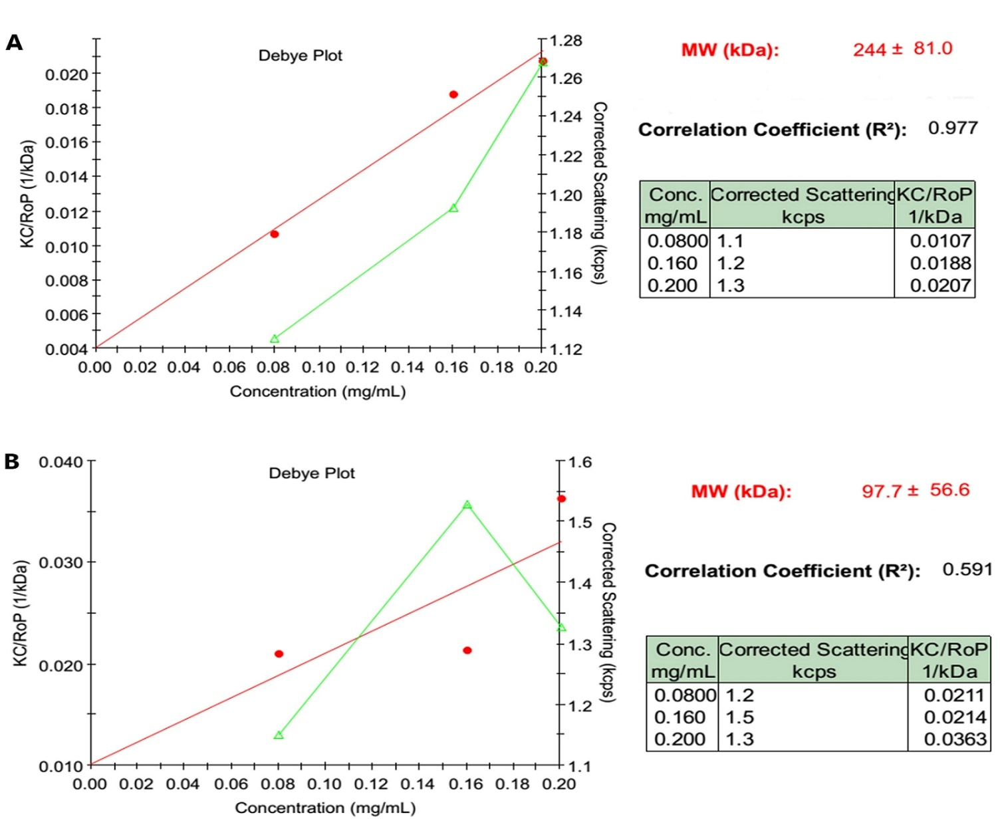 A
Debye Plot
KC/RoP (1/kDa)
0.020
0.018
0.016
0.014
0.012
0.010
0.008
0.006
0.004
0.00 0.02 0.04 0.06 0.08 0.10 0.12 0.14 0.16 0.18 0.20
Concentration (mg/mL)
1.28
1.26
1.24
1.22
1.20
1.18
1.16
1.14
1.12
Corrected Scattering (kcps)
MW (kDa): 244 ± 81.0
Correlation Coefficient (R²): 0.977
Conc. Corrected Scattering KC/RoP
mg/mL kcps 1/kDa
0.0800 1.1 0.0107
0.160 1.2 0.0188
0.200 1.3 0.0207
B
Debye Plot
KC/RoP (1/kDa)
0.040
0.030
0.020
0.010
0.00 0.02 0.04 0.06 0.08 0.10 0.12 0.14 0.16 0.18 0.20
Concentration (mg/mL)
1.6
1.5
1.4
1.3
1.2
1.1
Corrected Scattering (kcps)
MW (kDa): 97.7 ± 56.6
Correlation Coefficient (R²): 0.591
Conc. Corrected Scattering KC/RoP
mg/mL kcps 1/kDa
0.0800 1.2 0.0211
0.160 1.5 0.0214
0.200 1.3 0.0363